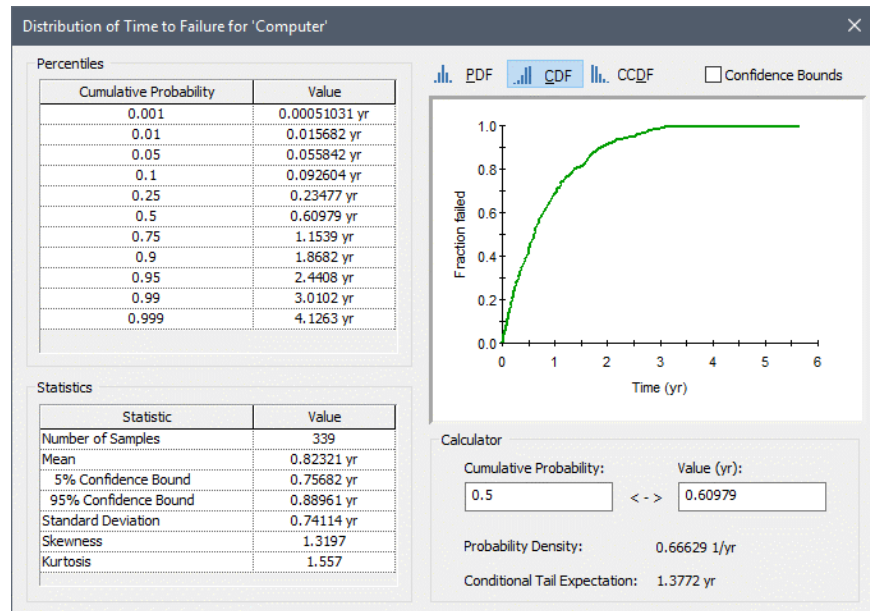 Distribution of Time to Failure for 'Computer'
Percentiles
Cumulative Probability Value
0.001 0.00051031 yr
0.01 0.015682 yr
0.05 0.055842 yr
0.1 0.092604 yr
0.25 0.23477 yr
0.5 0.60979 yr
0.75 1.1539 yr
0.9 1.8682 yr
0.95 2.4408 yr
0.99 3.0102 yr
0.999 4.1263 yr
Statistics
Statistic Value
Number of Samples 339
Mean 0.82321 yr
5% Confidence Bound 0.75682 yr
95% Confidence Bound 0.88961 yr
Standard Deviation 0.74114 yr
Skewness 1.3197
Kurtosis 1.557
PDF CDF CCDF Confidence Bounds
1.0
0.8
0.6
0.4
0.2
0.0
Fraction failed
0 1 2 3 4 5 6
Time (yr)
Calculator
Cumulative Probability: Value (yr):
0.5 < - > 0.60979
Probability Density: 0.66629 1/yr
Conditional Tail Expectation: 1.3772 yr